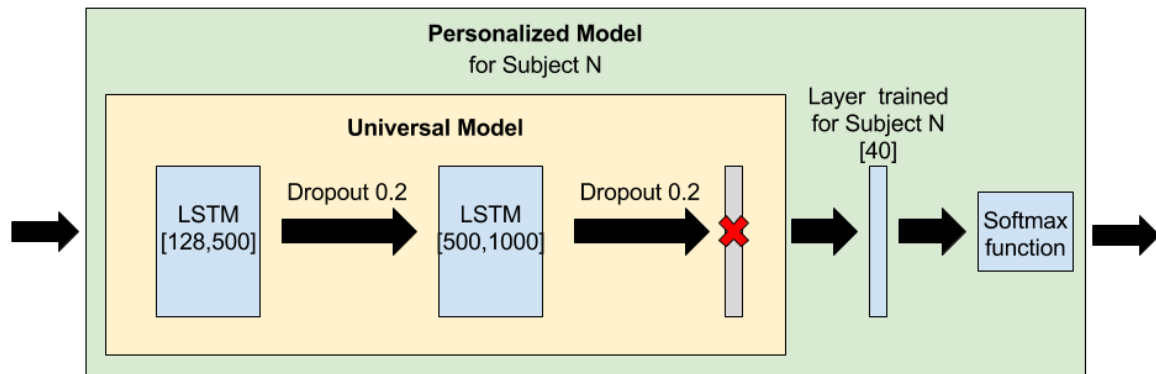 Personalized Model
for Subject N
Universal Model
Layer trained
for Subject N
[40]
LSTM
[128,500]
Dropout 0.2
LSTM
[500,1000]
Dropout 0.2
Softmax
function